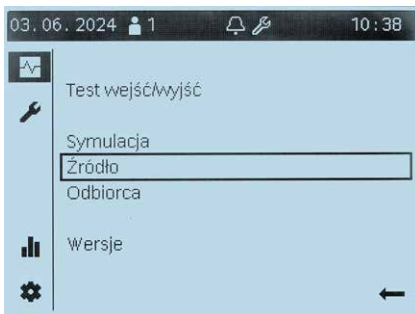 03.06.2024 1 10:38
Test wejść/wyjść
Symulacja
Źródło
Odbiorca
Wersje